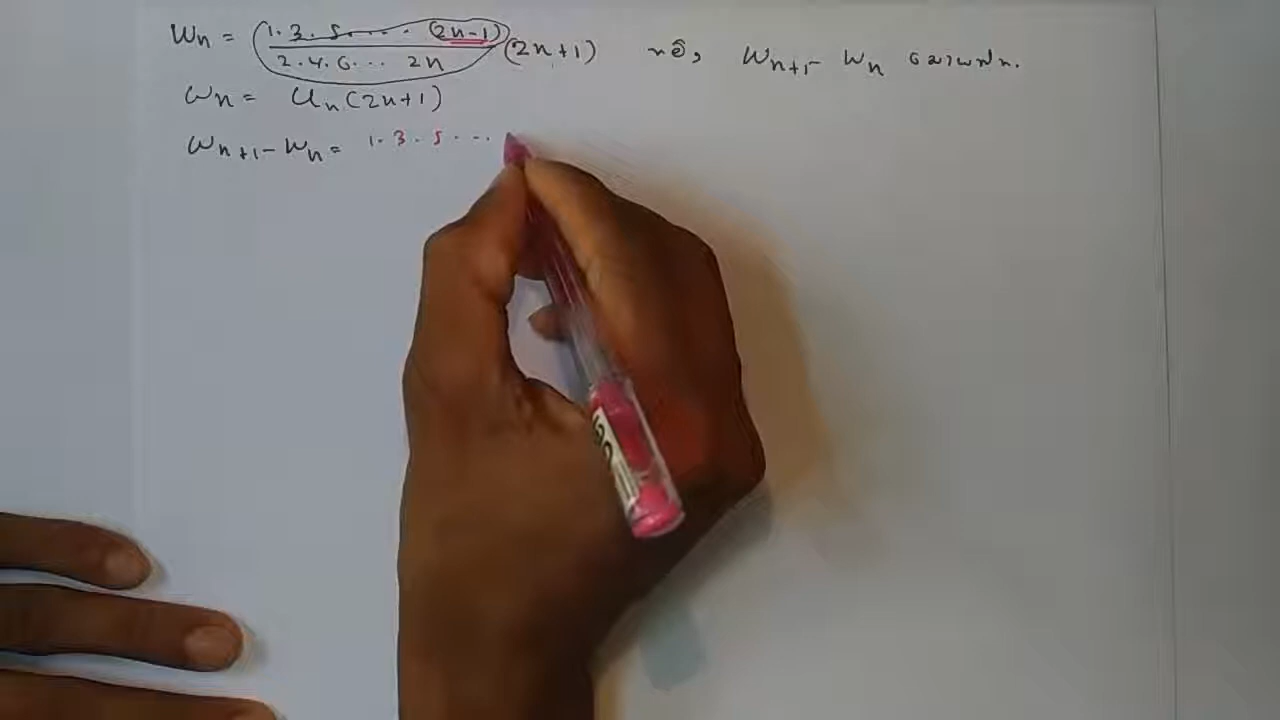 Wn = (1. 3. 5. ... . (2n-1) / 2. 4. 6. ... 2n) (2n+1) නම්, Wn+1 - Wn සොයන්න.
Wn = Un (2n+1)
Wn+1 - Wn = 1. 3. 5. ...